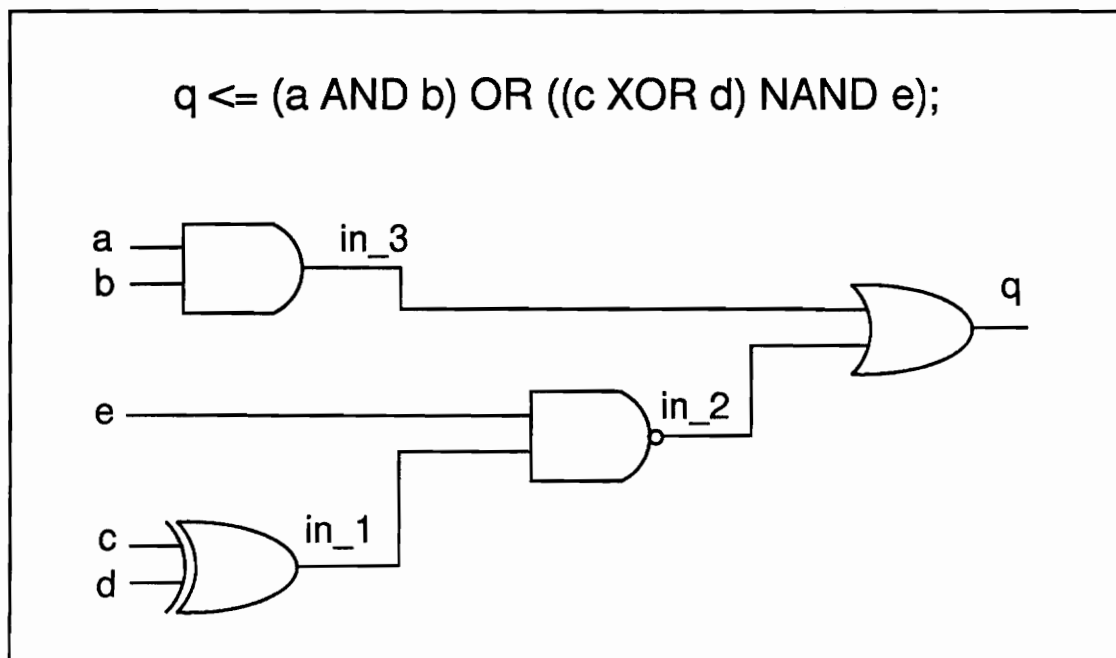 q <= (a AND b) OR ((c XOR d) NAND e);
a
in_3
b
q
e
in_2
c
in_1
d